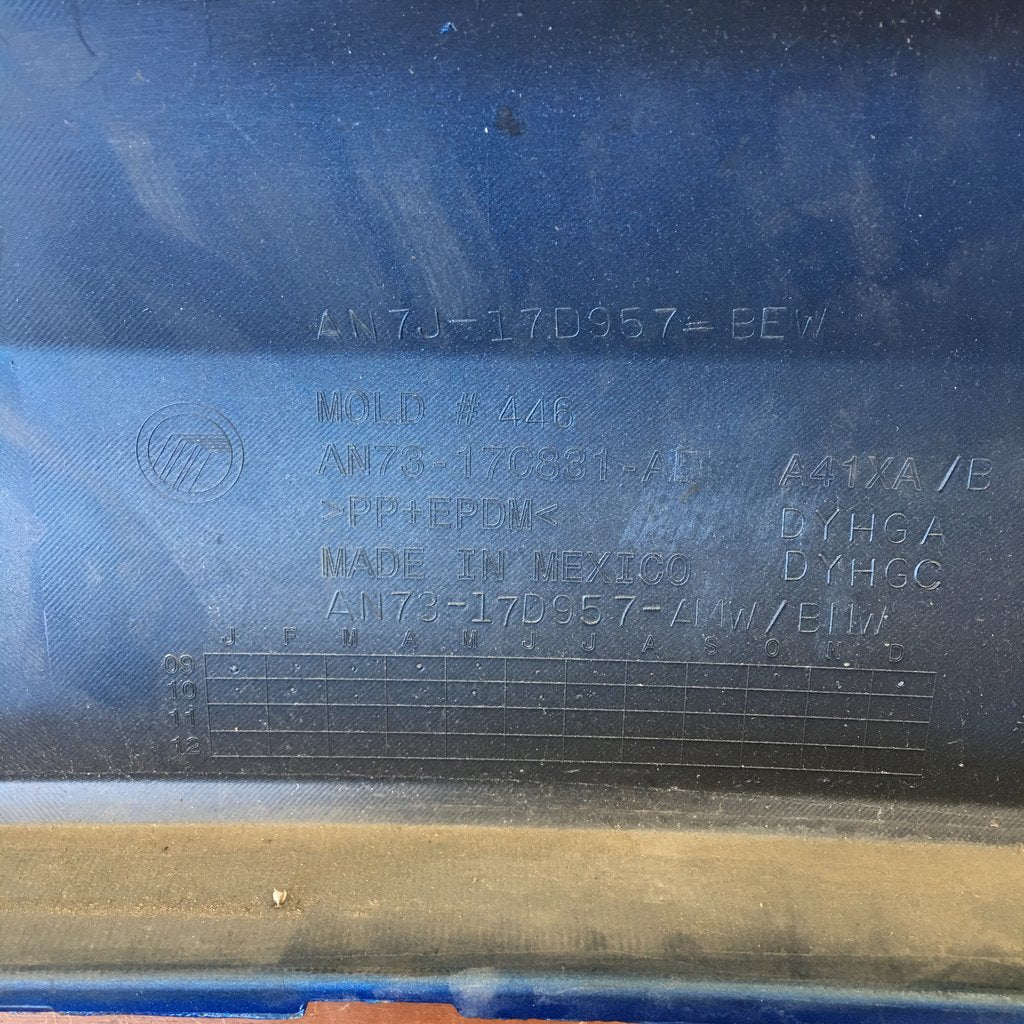 AN7J-17D957-BEW
MOLD # 446
AN73-17C831-AD A41XA/B
>PP+EPDM< DYHGA
MADE IN MEXICO DYHGC
AN73-17D957-AMW/BMW
J F M A M J J A S O N D
09
10
11
12